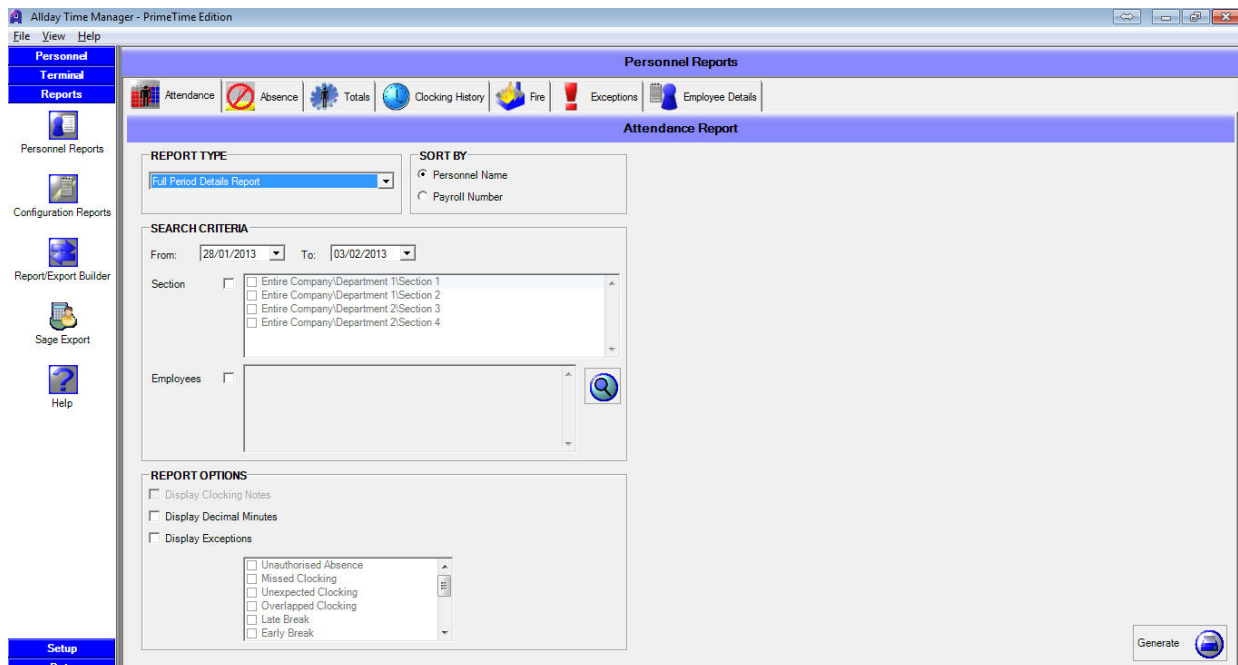 Allday Time Manager - PrimeTime Edition
File View Help
Personnel
Terminal
Reports
Personnel Reports
Configuration Reports
Report/Export Builder
Sage Export
Help
Setup
Personnel Reports
Attendance Absence Totals Clocking History Fire Exceptions Employee Details
Attendance Report
REPORT TYPE
Full Period Details Report
SORT BY
Personnel Name
Payroll Number
SEARCH CRITERIA
From: 28/01/2013 To: 03/02/2013
Section
Entire Company\Department 1\Section 1
Entire Company\Department 1\Section 2
Entire Company\Department 2\Section 3
Entire Company\Department 2\Section 4
Employees
REPORT OPTIONS
Display Clocking Notes
Display Decimal Minutes
Display Exceptions
Unauthorised Absence
Missed Clocking
Unexpected Clocking
Overlapped Clocking
Late Break
Early Break
Generate